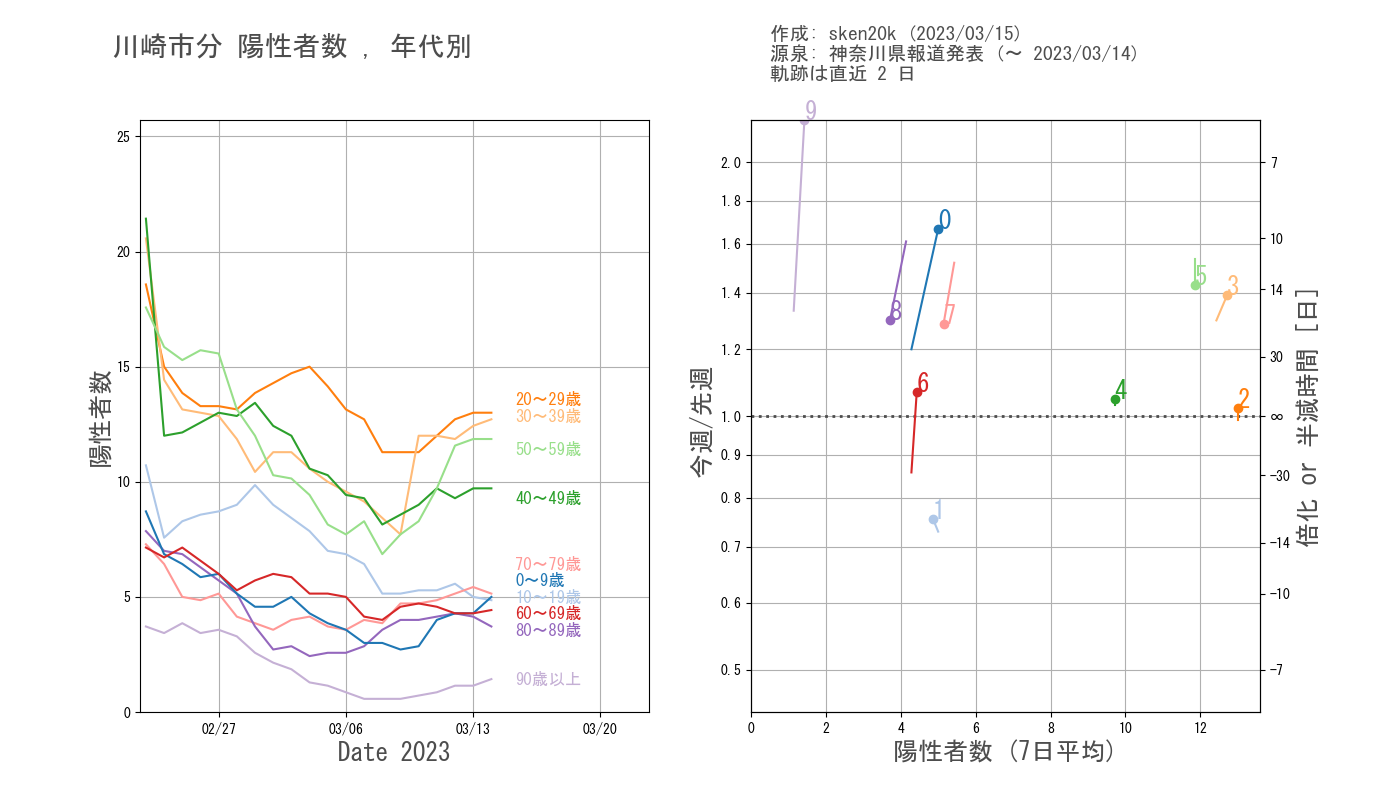 川崎市分 陽性者数 , 年代別
作成: sken20k (2023/03/15)
源泉: 神奈川県報道発表 (〜 2023/03/14)
軌跡は直近 2 日
25
20
15
10
5
0
陽性者数
02/27
03/06
03/13
03/20
Date 2023
20〜29歳
30〜39歳
50〜59歳
40〜49歳
70〜79歳
0〜9歳
10〜19歳
60〜69歳
80〜89歳
90歳以上
2.0
1.8
1.6
1.4
1.2
1.0
0.9
0.8
0.7
0.6
0.5
今週/先週
9
0
5
3
8
7
6
4
2
1
0
2
4
6
8
10
12
陽性者数 (7日平均)
7
10
14
30
∞
−30
−14
−10
−7
倍化 or 半減時間 [日]